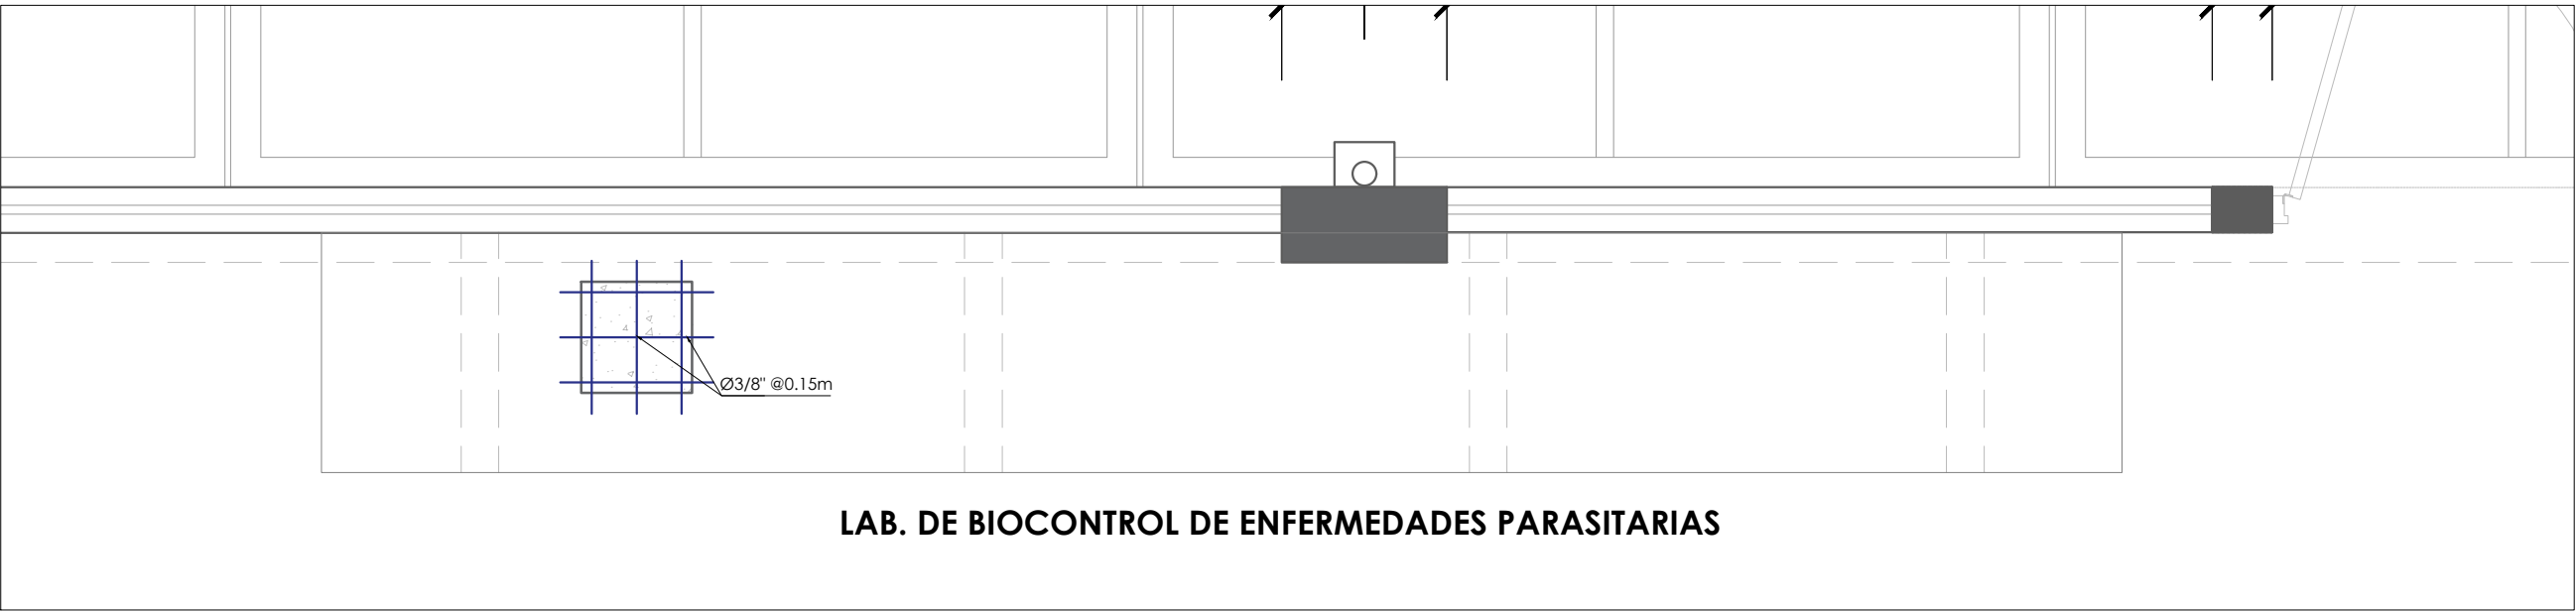 Ø3/8" @0.15m
LAB. DE BIOCONTROL DE ENFERMEDADES PARASITARIAS